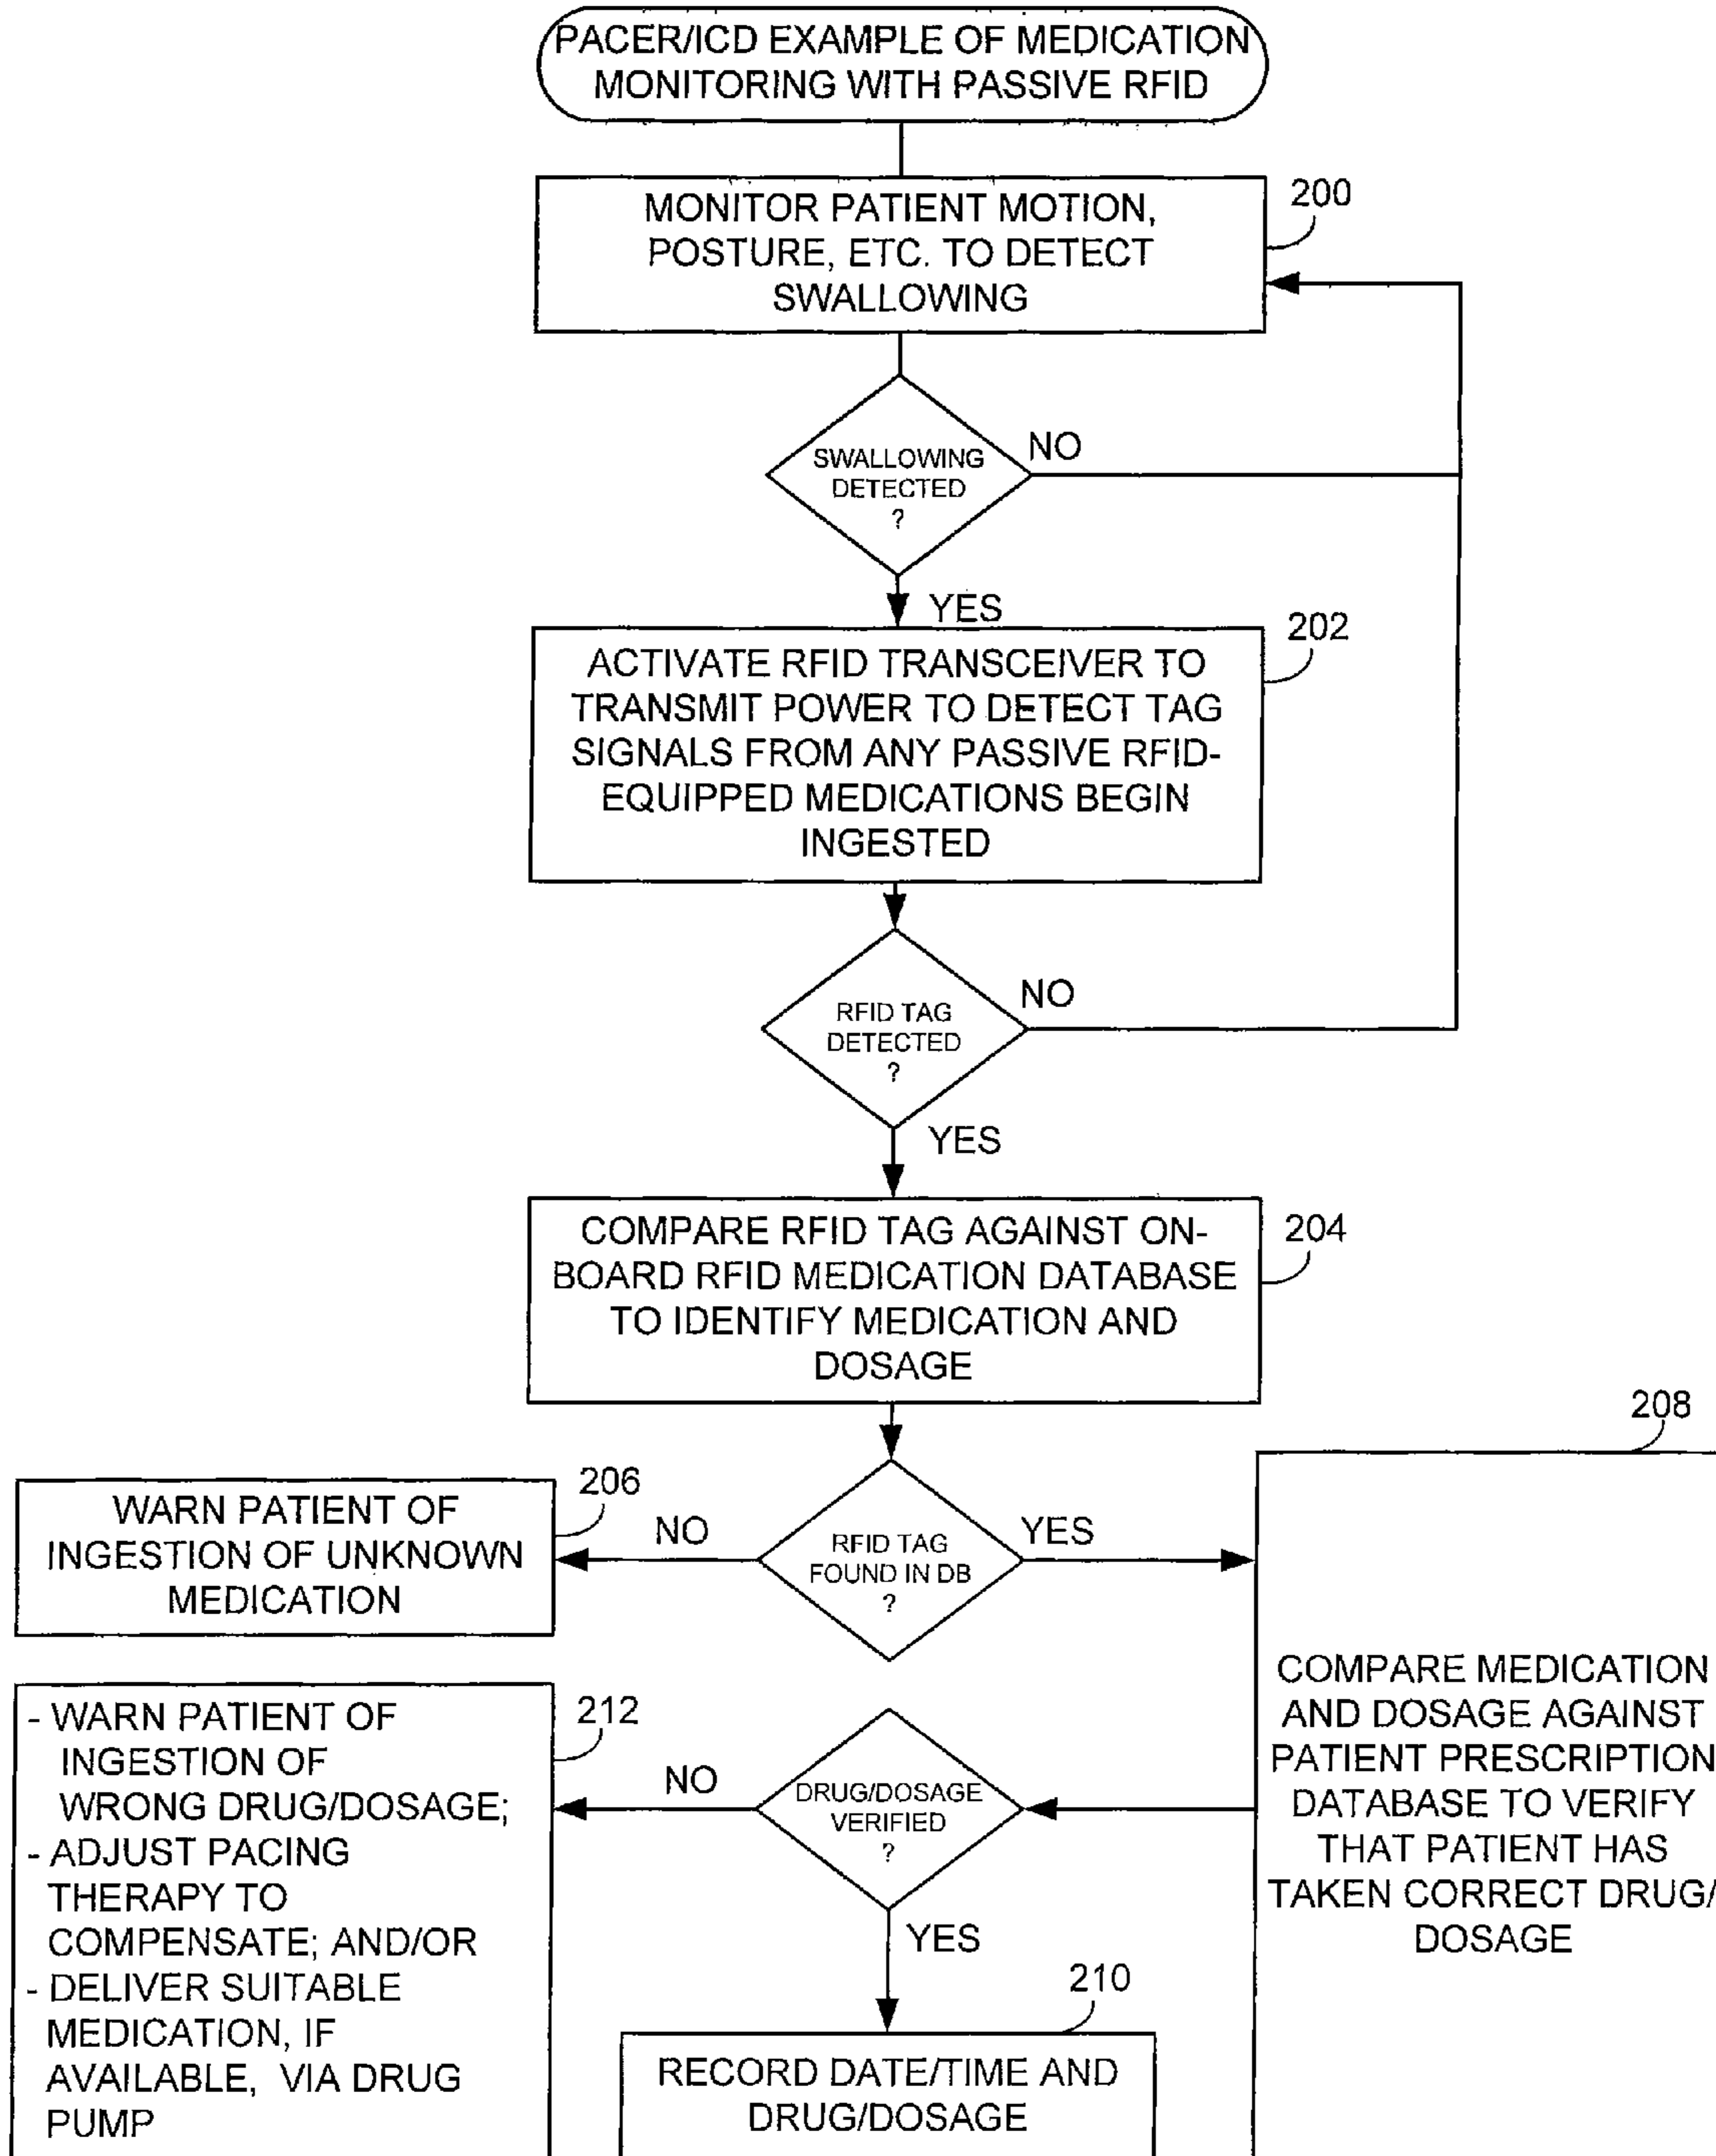 PACER/ICD EXAMPLE OF MEDICATION
MONITORING WITH PASSIVE RFID
200
MONITOR PATIENT MOTION,
POSTURE, ETC. TO DETECT
SWALLOWING
SWALLOWING
DETECTED
?
NO
YES
202
ACTIVATE RFID TRANSCEIVER TO
TRANSMIT POWER TO DETECT TAG
SIGNALS FROM ANY PASSIVE RFID-
EQUIPPED MEDICATIONS BEGIN
INGESTED
RFID TAG
DETECTED
?
NO
YES
204
COMPARE RFID TAG AGAINST ON-
BOARD RFID MEDICATION DATABASE
TO IDENTIFY MEDICATION AND
DOSAGE
RFID TAG
FOUND IN DB
?
NO
YES
206
WARN PATIENT OF
INGESTION OF UNKNOWN
MEDICATION
208
COMPARE MEDICATION
AND DOSAGE AGAINST
PATIENT PRESCRIPTION
DATABASE TO VERIFY
THAT PATIENT HAS
TAKEN CORRECT DRUG/
DOSAGE
DRUG/DOSAGE
VERIFIED
?
NO
YES
212
- WARN PATIENT OF
INGESTION OF
WRONG DRUG/DOSAGE;
- ADJUST PACING
THERAPY TO
COMPENSATE; AND/OR
- DELIVER SUITABLE
MEDICATION, IF
AVAILABLE, VIA DRUG
PUMP
210
RECORD DATE/TIME AND
DRUG/DOSAGE